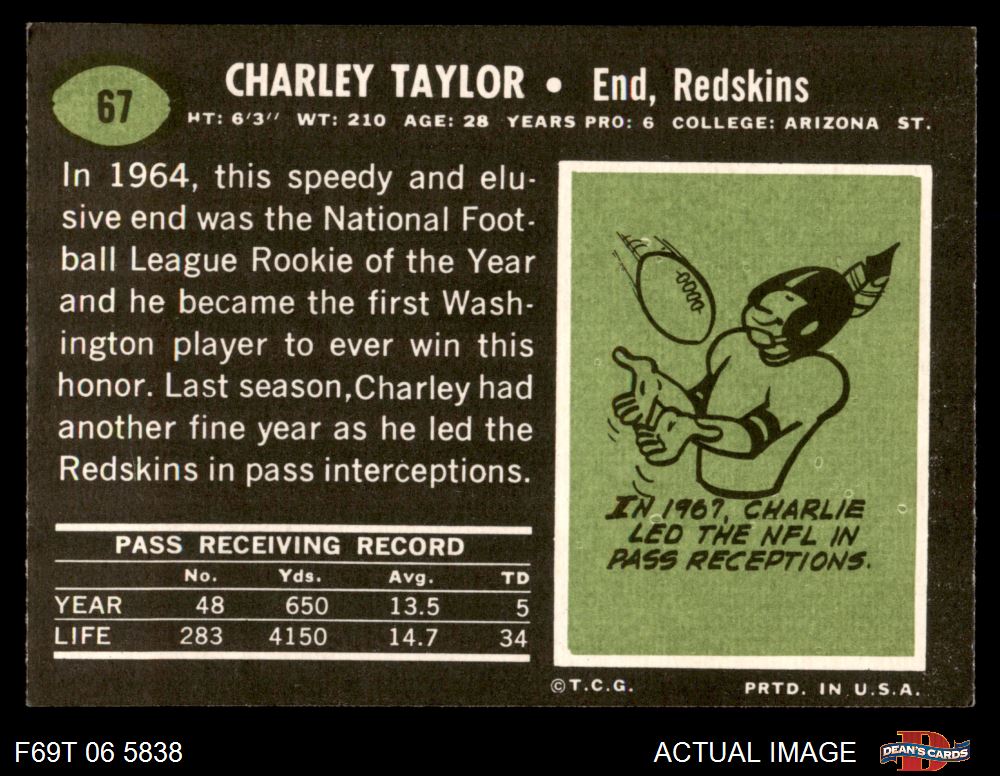 67
CHARLEY TAYLOR • End, Redskins
HT: 6'3'' WT: 210 AGE: 28 YEARS PRO: 6 COLLEGE: ARIZONA ST.
In 1964, this speedy and elu-
sive end was the National Foot-
ball League Rookie of the Year
and he became the first Wash-
ington player to ever win this
honor. Last season,Charley had
another fine year as he led the
Redskins in pass interceptions.
PASS RECEIVING RECORD
No. Yds. Avg. TD
YEAR 48 650 13.5 5
LIFE 283 4150 14.7 34
IN 1967, CHARLIE
LED THE NFL IN
PASS RECEPTIONS.
©T.C.G. PRTD. IN U.S.A.
F69T 06 5838
ACTUAL IMAGE
D
DEAN'S CARDS